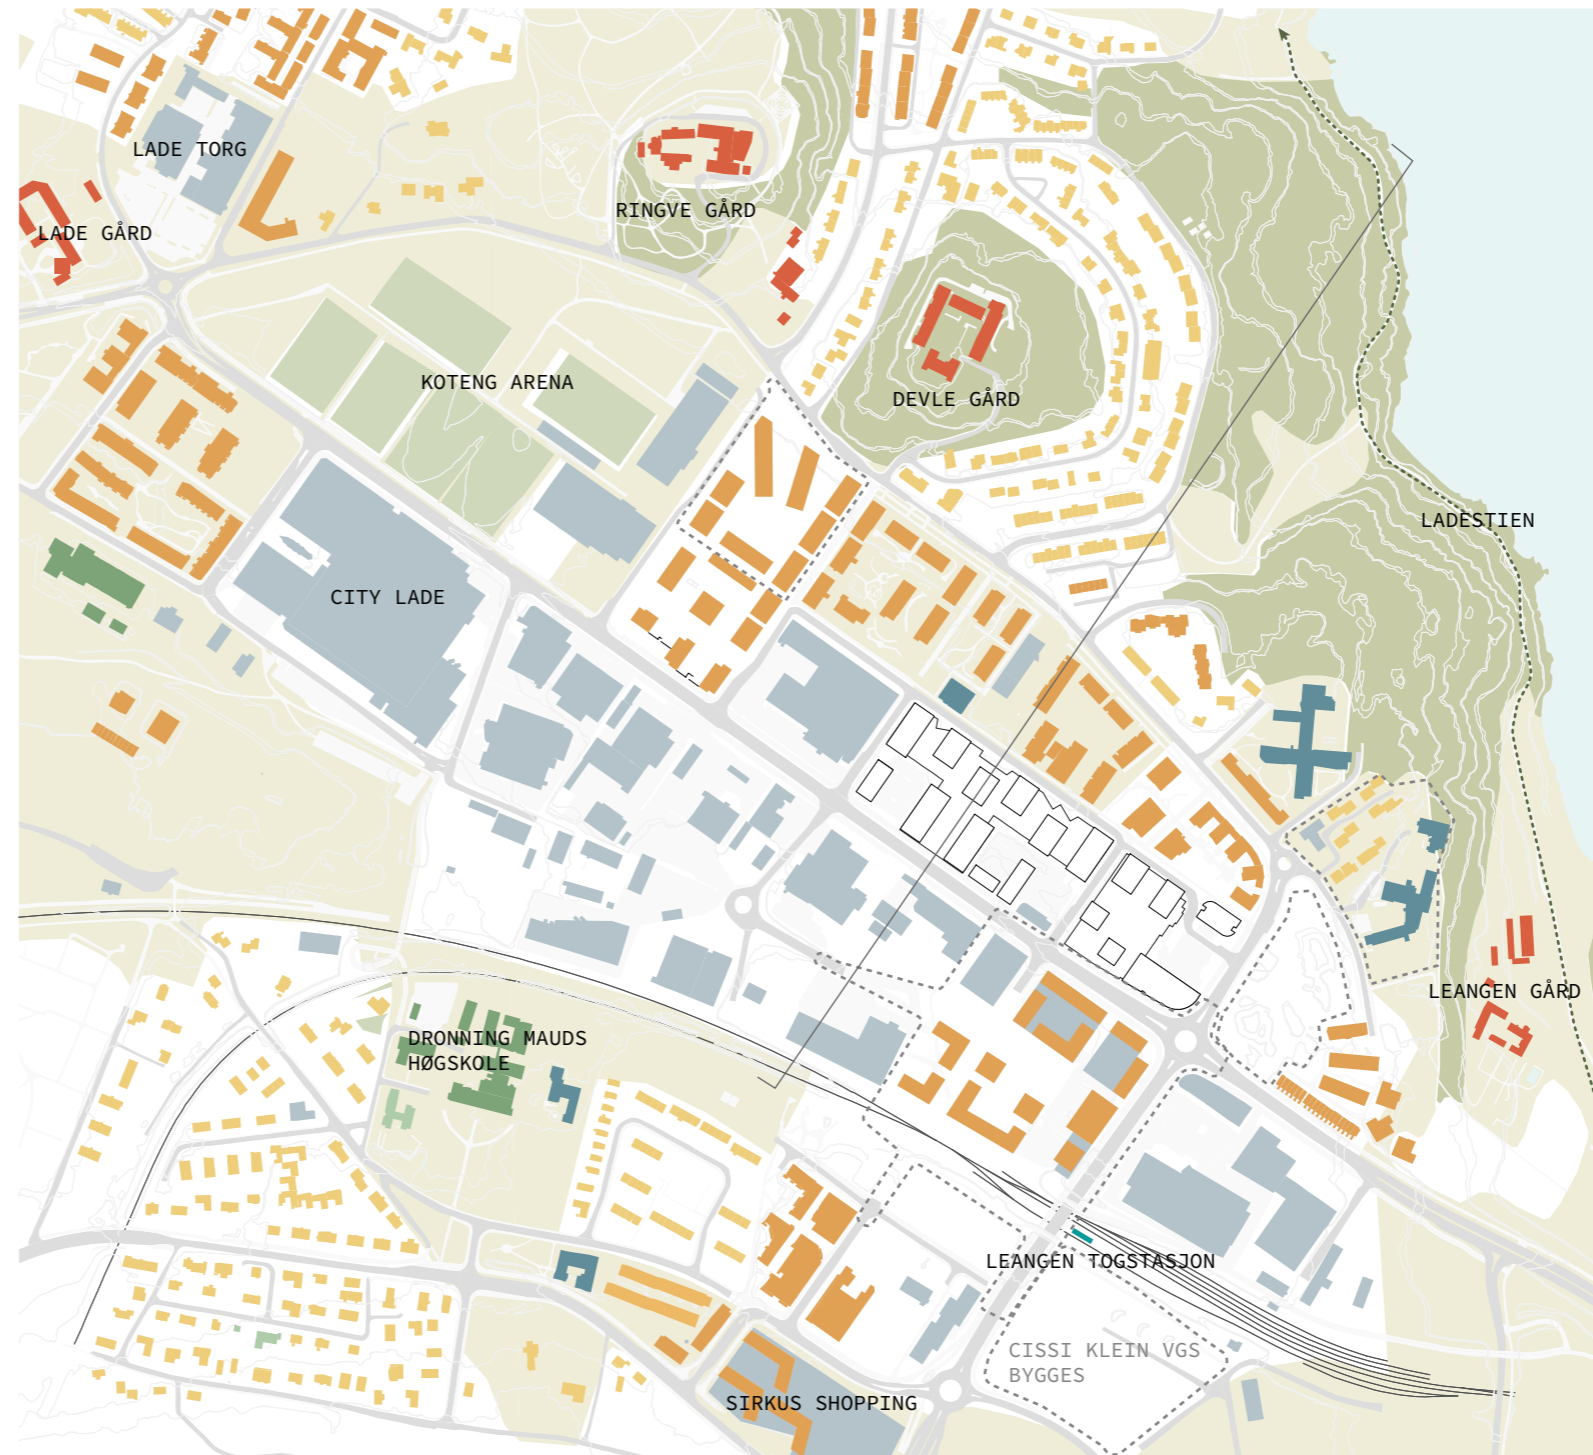 LADE TORG
RINGVE GÅRD
LADE GÅRD
KOTENG ARENA
DEVLE GÅRD
LADESTIEN
CITY LADE
LEANGEN GÅRD
DRONNING MAUDS
HØGSKOLE
LEANGEN TOGSTASJON
CISSI KLEIN VGS
BYGGES
SIRKUS SHOPPING